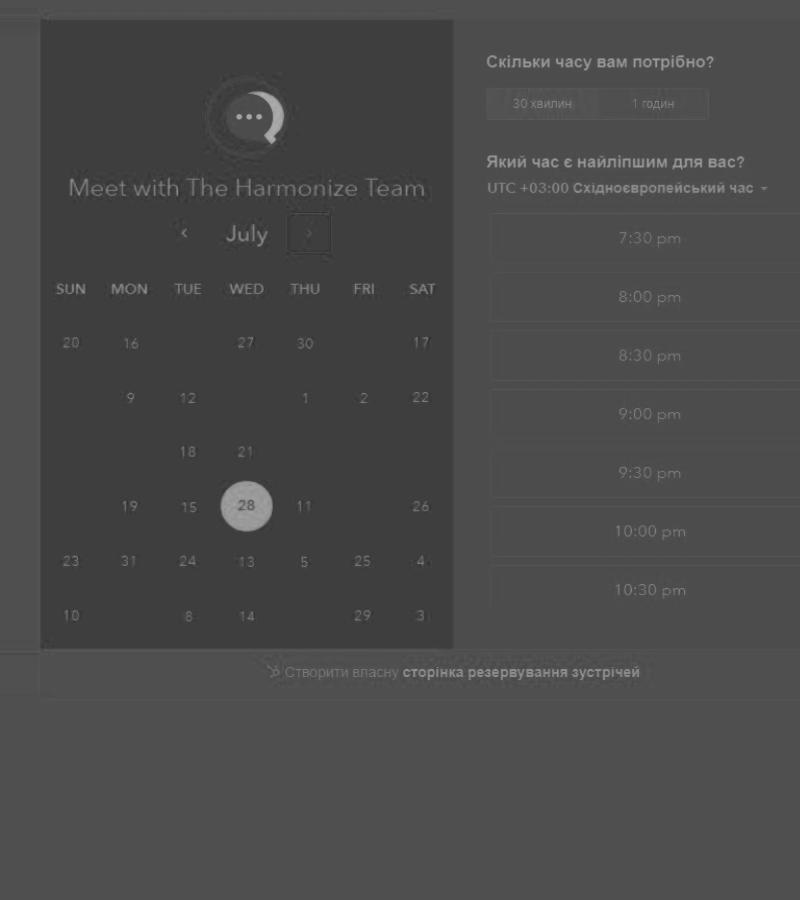 Meet with The Harmonize Team
July
SUN MON TUE WED THU FRI SAT
20 16 27 30 17
9 12 1 2 22
18 21
19 15 28 11 26
23 31 24 13 5 25 4
10 8 14 29 3
Скільки часу вам потрібно?
30 хвилин 1 годин
Який час є найліпшим для вас?
UTC +03:00 Східноєвропейський час
7:30 pm
8:00 pm
8:30 pm
9:00 pm
9:30 pm
10:00 pm
10:30 pm
Створити власну сторінка резервування зустрічей